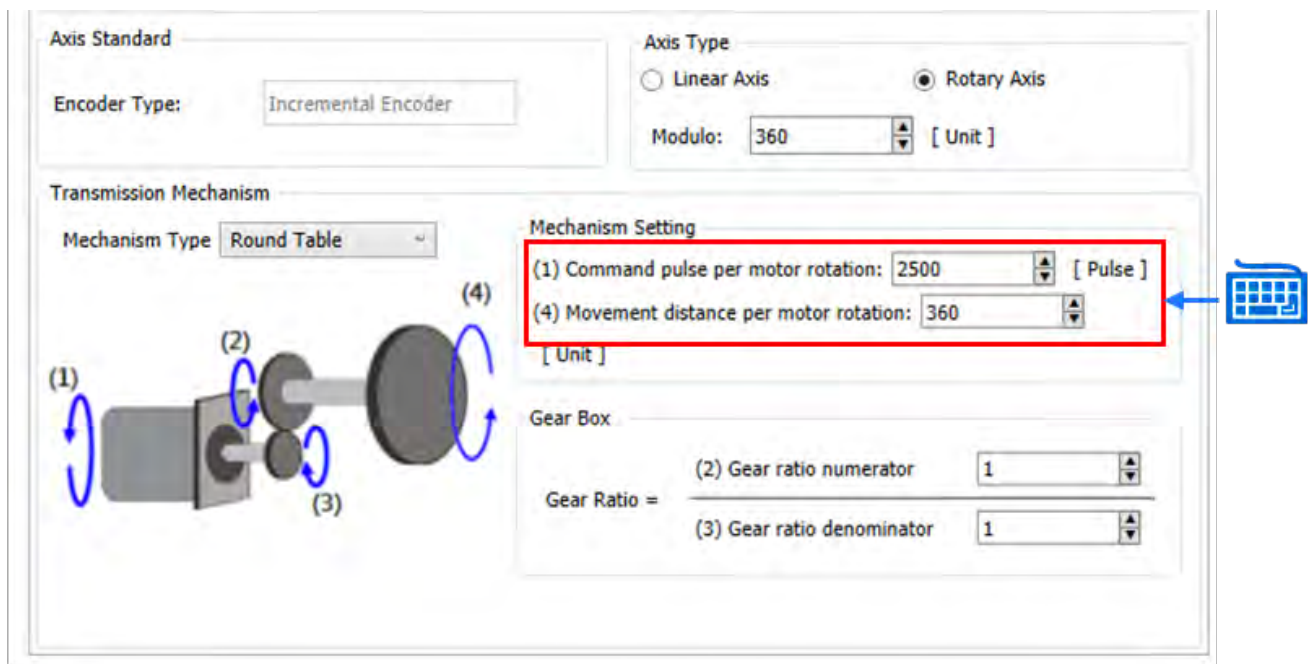 Axis Standard
Encoder Type: Incremental Encoder
Axis Type
Linear Axis Rotary Axis
Modulo: 360 [ Unit ]
Transmission Mechanism
Mechanism Type Round Table
(1)
(2)
(3)
(4)
Mechanism Setting
(1) Command pulse per motor rotation: 2500 [ Pulse ]
(4) Movement distance per motor rotation: 360
[ Unit ]
Gear Box
Gear Ratio =
(2) Gear ratio numerator 1
(3) Gear ratio denominator 1